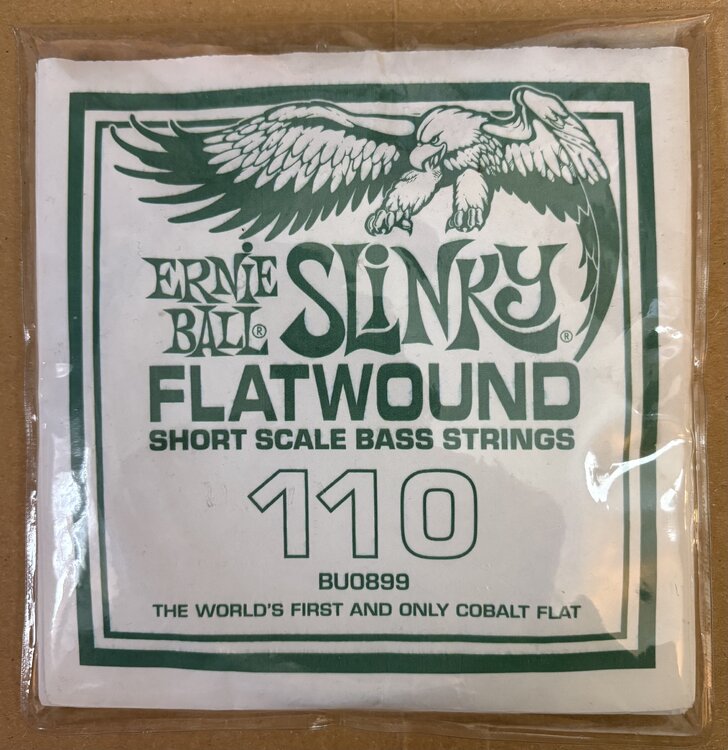 ERNIE BALL® SLINKY®
FLATWOUND
SHORT SCALE BASS STRINGS
110
BU0899
THE WORLD'S FIRST AND ONLY COBALT FLAT